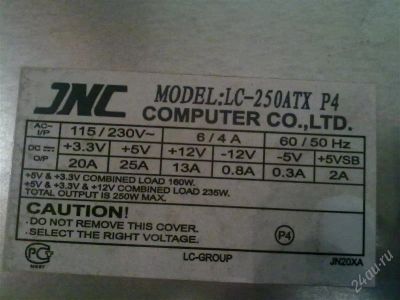 JNC
MODEL:LC-250ATX P4
COMPUTER CO.,LTD.
AC~ I/P 115/230V~ 6/4A 60/50 Hz
DC O/P +3.3V +5V +12V -12V -5V +5VSB
20A 25A 13A 0.8A 0.3A 2A
+5V & +3.3V COMBINED LOAD 160W.
+5V & +3.3V & +12V COMBINED LOAD 235W.
TOTAL OUTPUT IS 250W MAX.
CAUTION!
.DO NOT REMOVE THIS COVER.
.SELECT THE RIGHT VOLTAGE.
P4
LC-GROUP
JN20XA
24au.ru